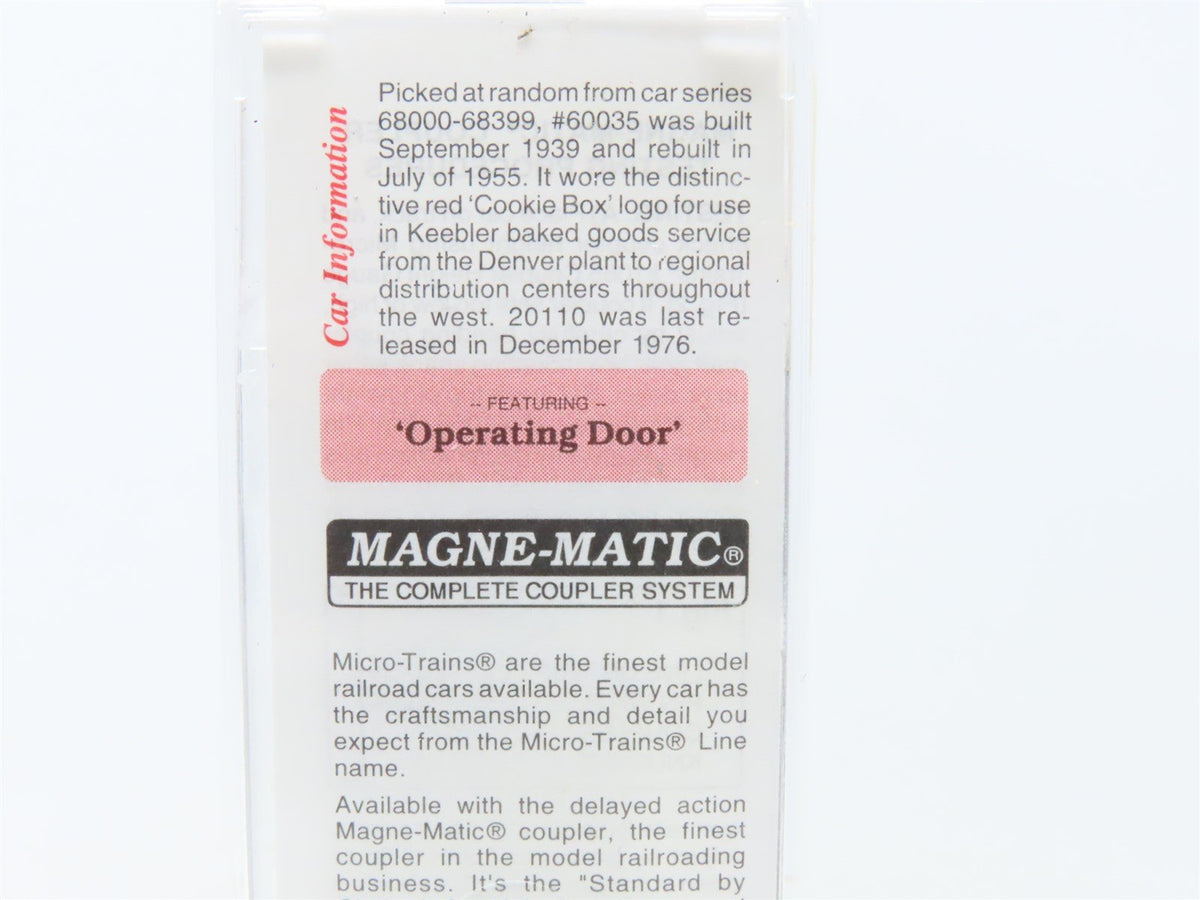 Car Information
Picked at random from car series
68000-68399, #60035 was built
September 1939 and rebuilt in
July of 1955. It wore the distinc-
tive red 'Cookie Box' logo for use
in Keebler baked goods service
from the Denver plant to regional
distribution centers throughout
the west. 20110 was last re-
leased in December 1976.
-- FEATURING --
'Operating Door'
MAGNE-MATIC®
THE COMPLETE COUPLER SYSTEM
Micro-Trains® are the finest model
railroad cars available. Every car has
the craftsmanship and detail you
expect from the Micro-Trains® Line
name.
Available with the delayed action
Magne-Matic® coupler, the finest
coupler in the model railroading
business. It's the "Standard by